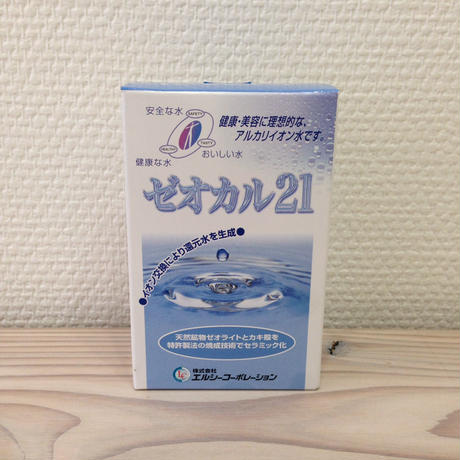 安全な水
SAFETY
HEALTH
TASTY
健康な水
おいしい水
健康・美容に理想的な、
アルカリイオン水です。
ゼオカル21
●イオン交換により還元水を生成●
天然鉱物ゼオライトとカキ殻を
特許製法の焼成技術でセラミック化
株式会社
エルシーコーポレーション